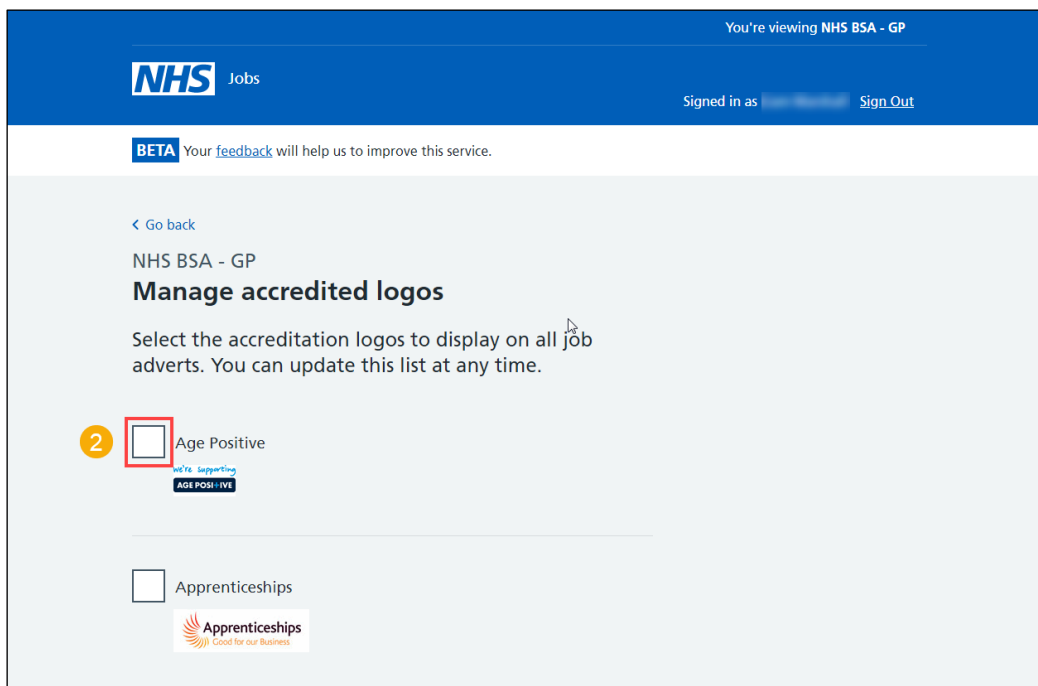 You're viewing NHS BSA - GP
NHS Jobs
Signed in as Sign Out
BETA Your feedback will help us to improve this service.
Go back
NHS BSA - GP
Manage accredited logos
Select the accreditation logos to display on all job
adverts. You can update this list at any time.
2 Age Positive
we're supporting
AGE POSITIVE
Apprenticeships
Apprenticeships
Good for our Business